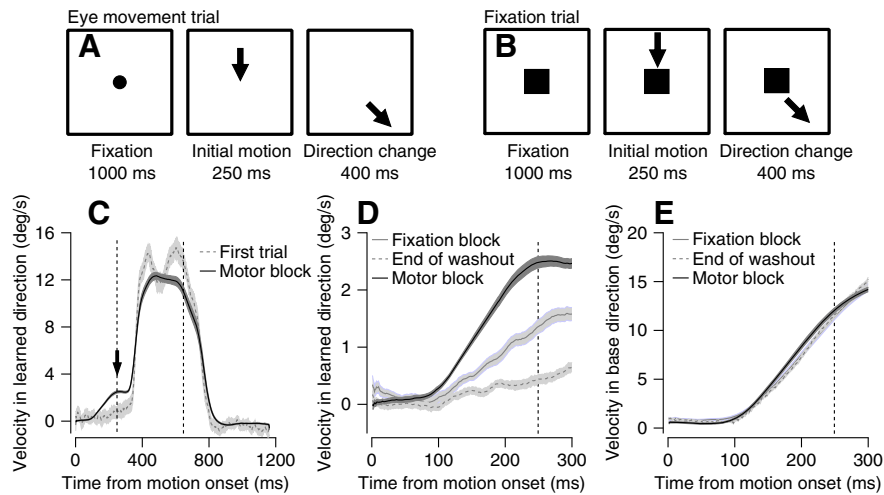 Eye movement trial
A
Fixation
1000 ms
Initial motion
250 ms
Direction change
400 ms
Fixation trial
B
Fixation
1000 ms
Initial motion
250 ms
Direction change
400 ms
C
Velocity in learned direction (deg/s)
16
12
8
4
0
First trial
Motor block
0
400
800
1200
Time from motion onset (ms)
D
Velocity in learned direction (deg/s)
3
2
1
0
Fixation block
End of washout
Motor block
0
100
200
300
Time from motion onset (ms)
E
Velocity in base direction (deg/s)
20
15
10
5
0
Fixation block
End of washout
Motor block
0
100
200
300
Time from motion onset (ms)